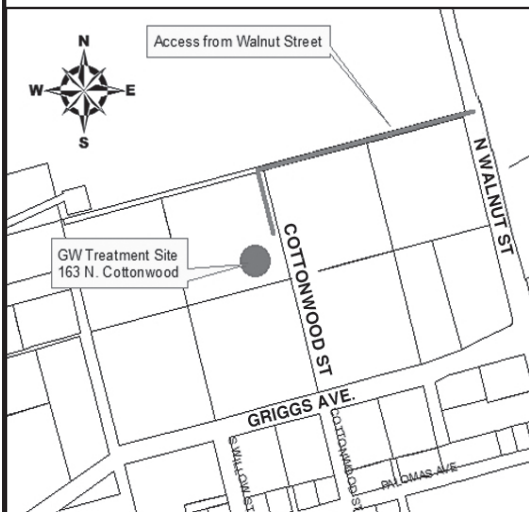 Access from Walnut Street
N
W E
S
N WALNUT ST
GW Treatment Site
163 N. Cottonwood
COTTONWOOD ST
GRIGGS AVE.
S WILLOW ST
COTTONWOOD ST
PALOMAS AVE